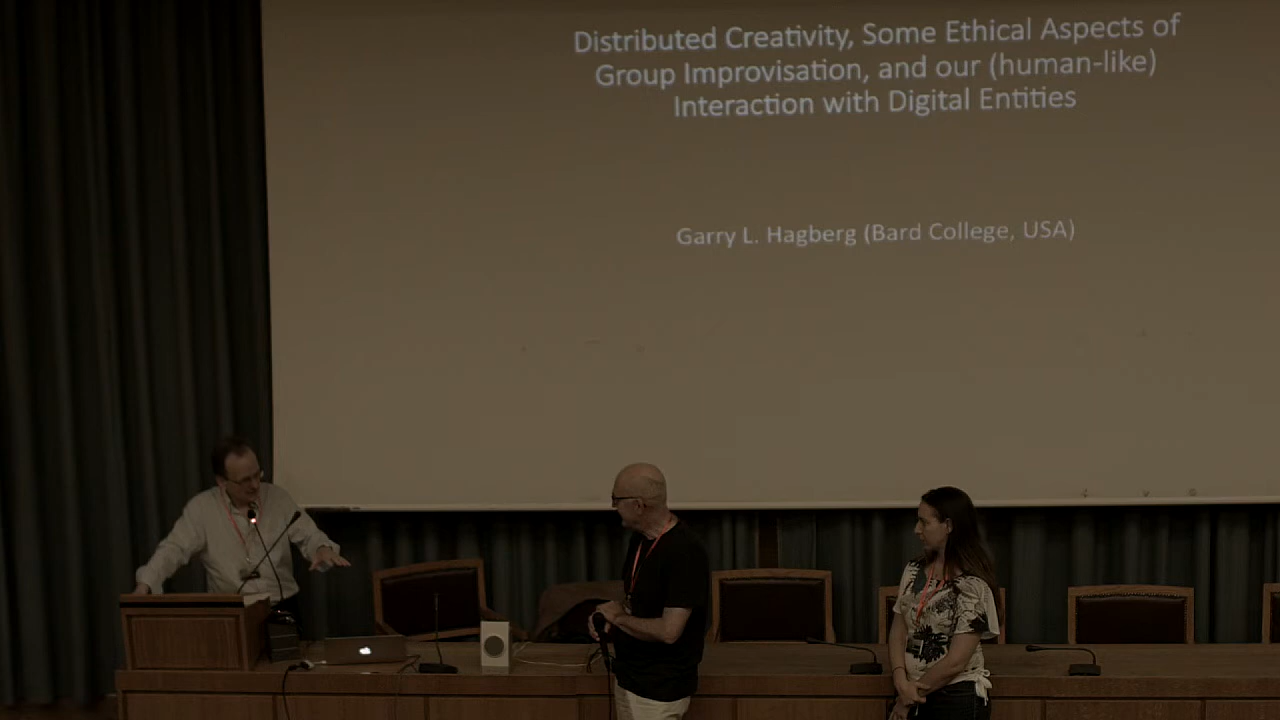 Distributed Creativity, Some Ethical Aspects of
Group Improvisation, and our (human-like)
Interaction with Digital Entities
Garry L. Hagberg (Bard College, USA)